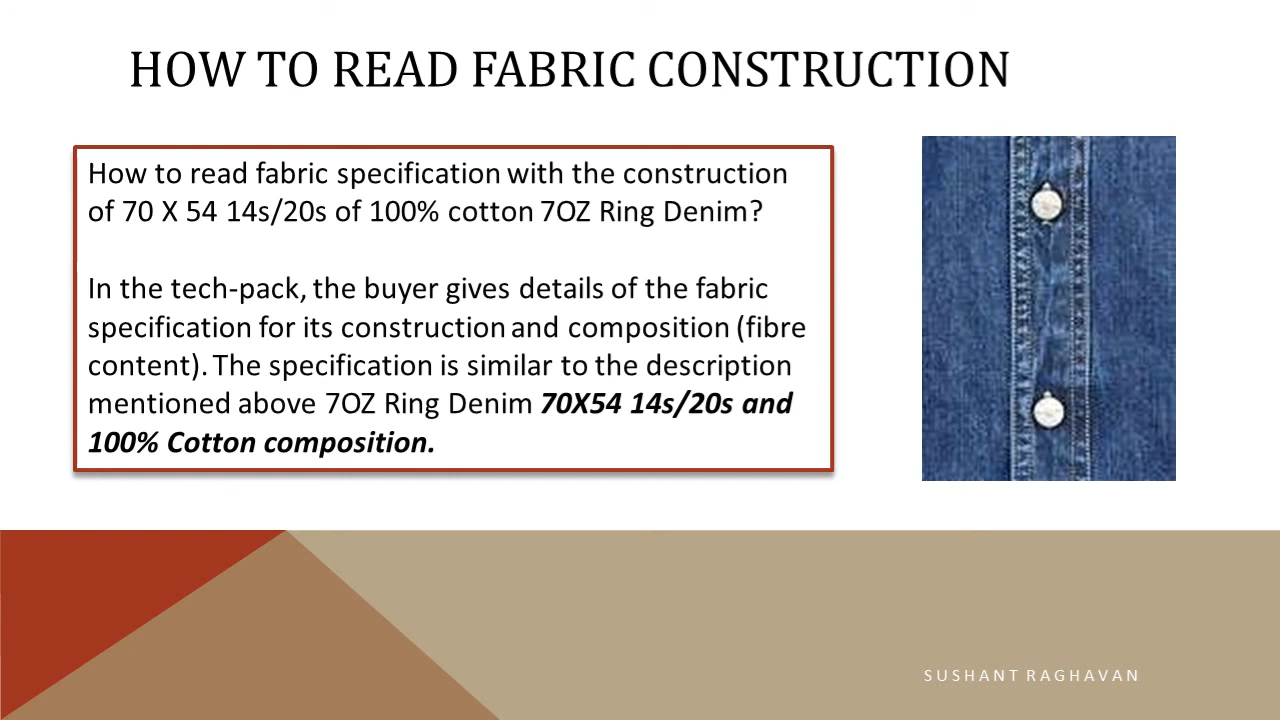 HOW TO READ FABRIC CONSTRUCTION
How to read fabric specification with the construction
of 70 X 54 14s/20s of 100% cotton 7OZ Ring Denim?
In the tech-pack, the buyer gives details of the fabric
specification for its construction and composition (fibre
content). The specification is similar to the description
mentioned above 7OZ Ring Denim 70X54 14s/20s and
100% Cotton composition.
SUSHANT RAGHAVAN